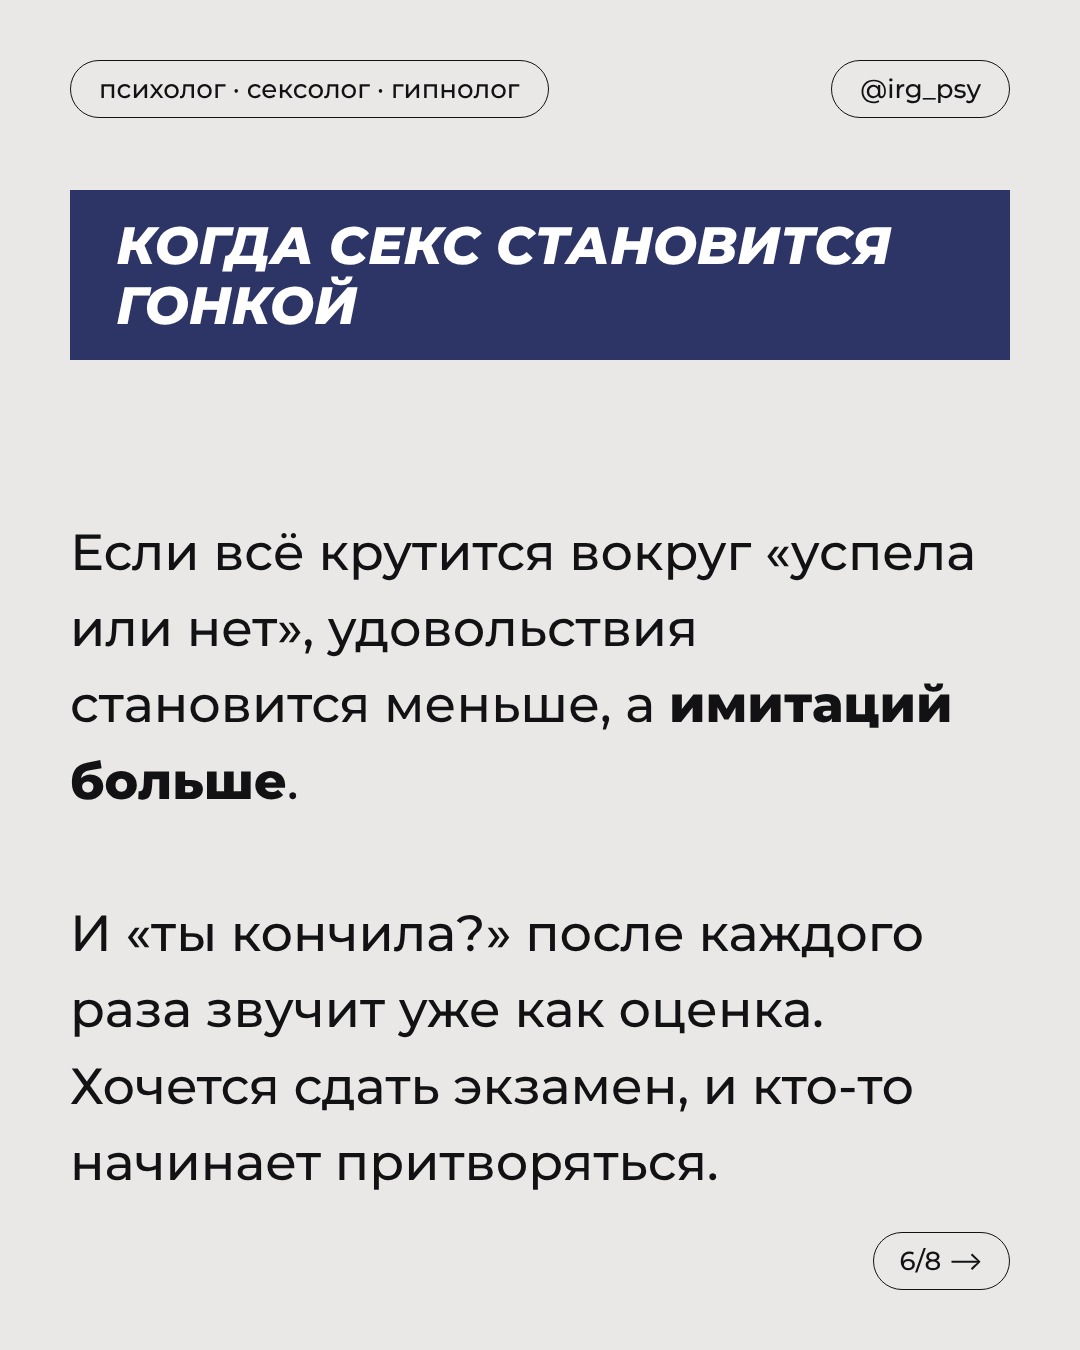 психолог · сексолог · гипнолог
@irg_psy
КОГДА СЕКС СТАНОВИТСЯ
ГОНКОЙ
Если всё крутится вокруг «успела
или нет», удовольствия
становится меньше, а имитаций
больше.
И «ты кончила?» после каждого
раза звучит уже как оценка.
Хочется сдать экзамен, и кто-то
начинает притворяться.
6/8 →